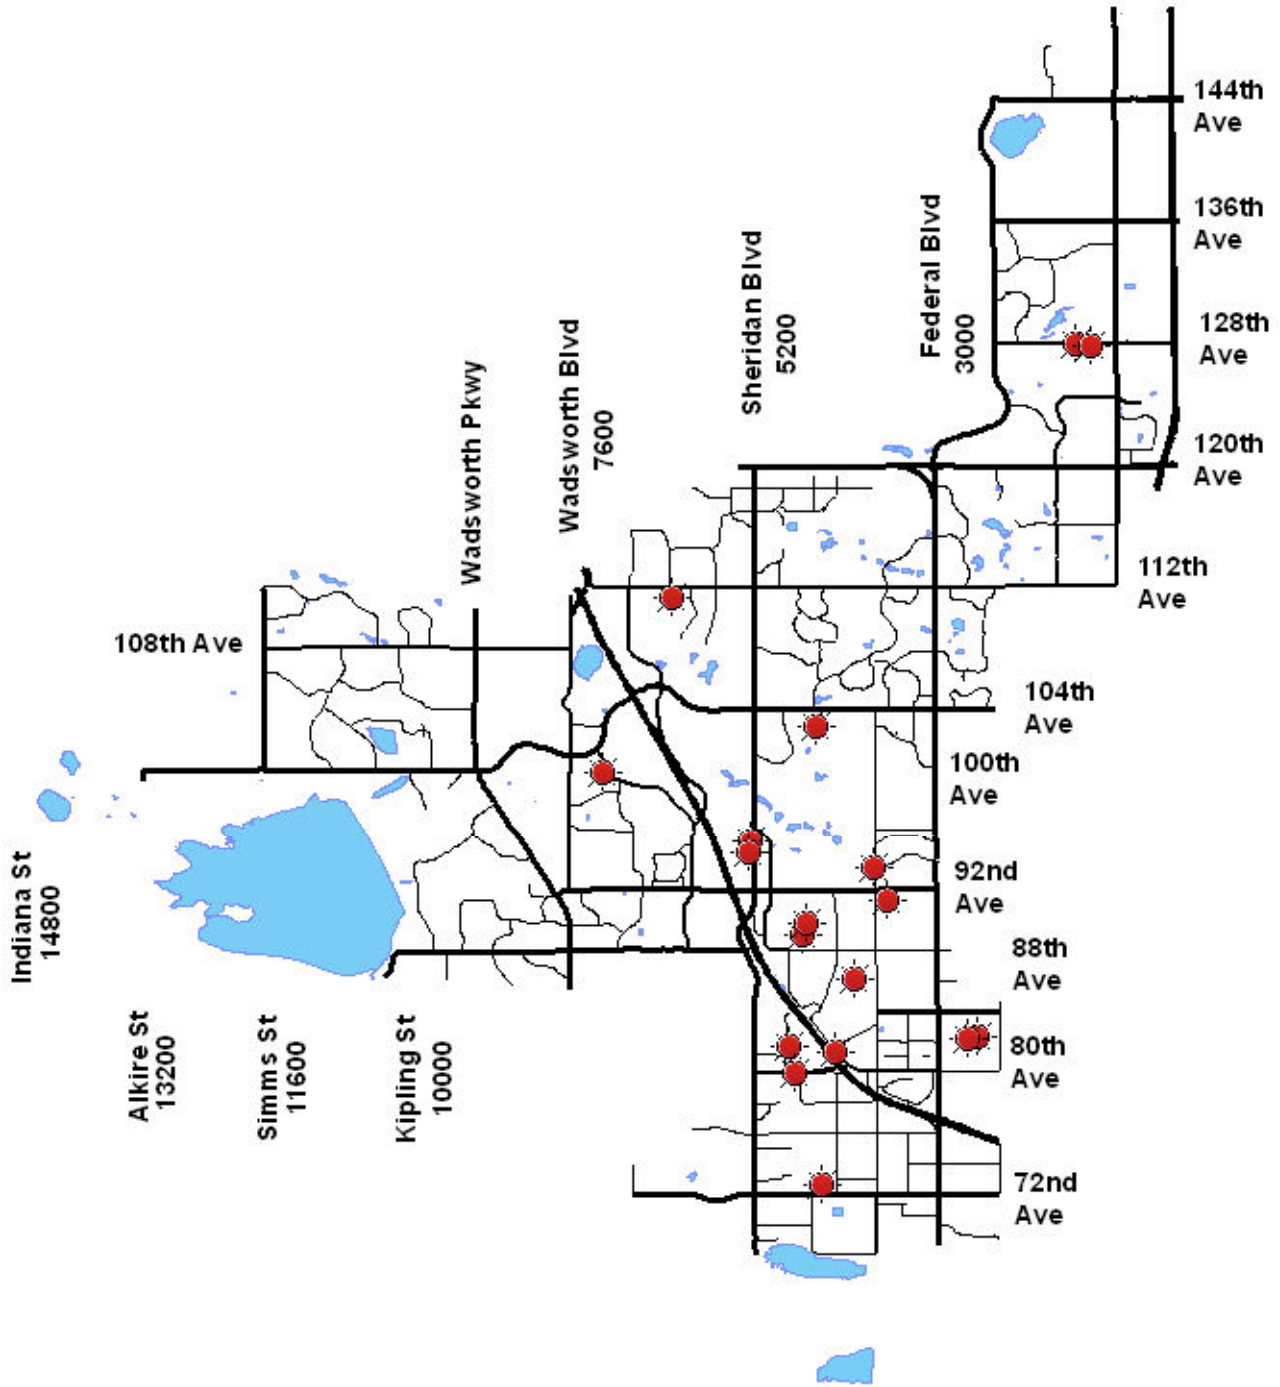 144th
Ave
136th
Ave
128th
Ave
120th
Ave
112th
Ave
104th
Ave
100th
Ave
92nd
Ave
88th
Ave
80th
Ave
72nd
Ave
108th Ave
Federal Blvd
3000
Sheridan Blvd
5200
Wadsworth Blvd
7600
Wadsworth Pkwy
Indiana St
14800
Alkire St
13200
Simms St
11600
Kipling St
10000